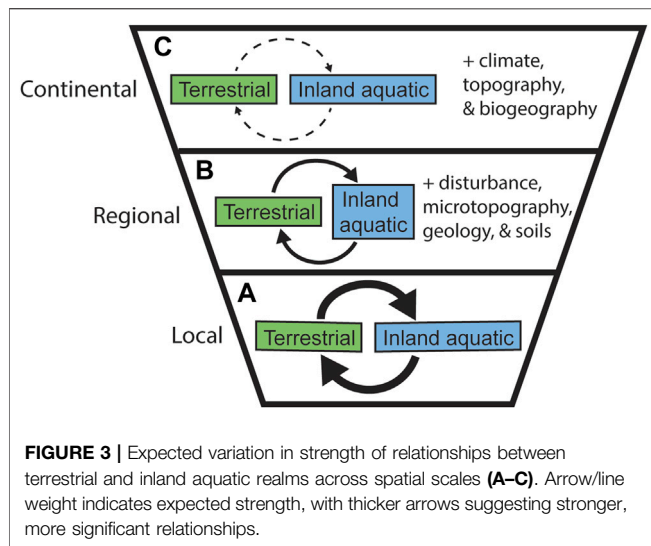 C
Continental
Terrestrial
Inland aquatic
+ climate,
topography,
& biogeography
B
Regional
Terrestrial
Inland
aquatic
+ disturbance,
microtopography,
geology, & soils
A
Local
Terrestrial
Inland aquatic
FIGURE 3 | Expected variation in strength of relationships between
terrestrial and inland aquatic realms across spatial scales (A–C). Arrow/line
weight indicates expected strength, with thicker arrows suggesting stronger,
more significant relationships.